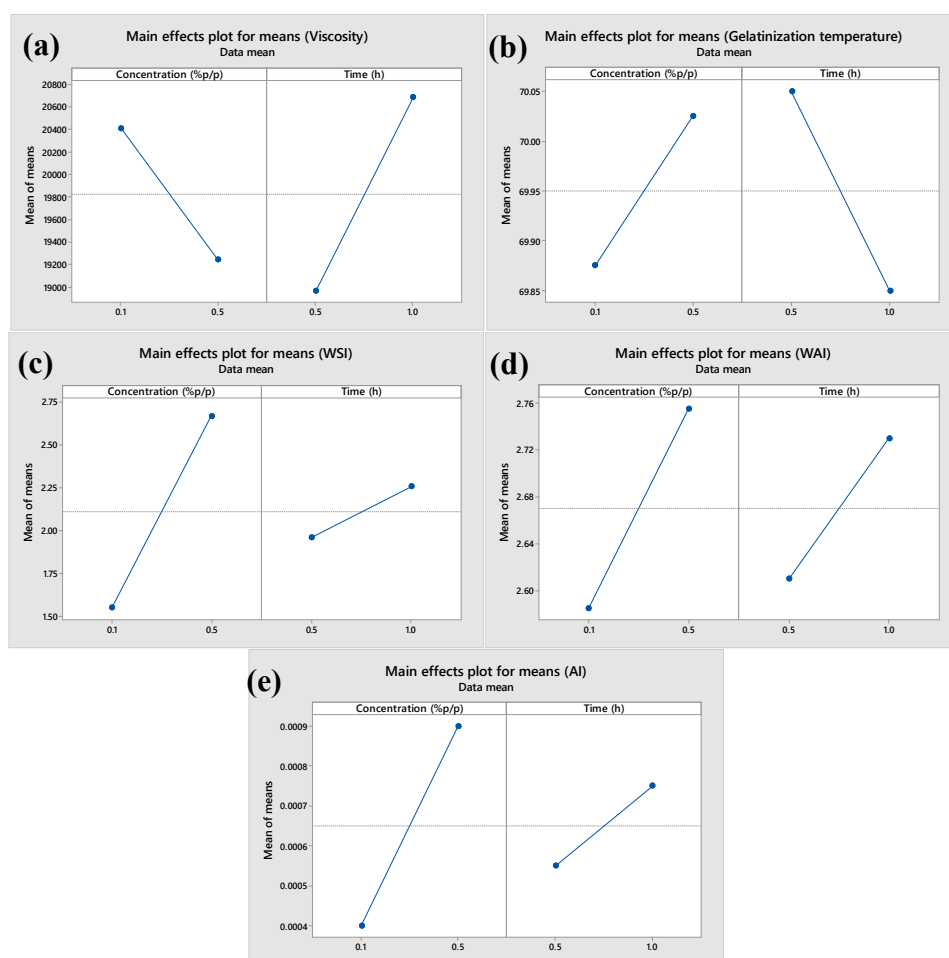 (a)
Main effects plot for means (Viscosity)
Data mean
Concentration (%p/p) Time (h)
Mean of means
20800
20600
20400
20200
20000
19800
19600
19400
19200
19000
0.1 0.5 0.5 1.0
(b)
Main effects plot for means (Gelatinization temperature)
Data mean
Concentration (%p/p) Time (h)
Mean of means
70.05
70.00
69.95
69.90
69.85
0.1 0.5 0.5 1.0
(c)
Main effects plot for means (WSI)
Data mean
Concentration (%p/p) Time (h)
Mean of means
2.75
2.50
2.25
2.00
1.75
1.50
0.1 0.5 0.5 1.0
(d)
Main effects plot for means (WAI)
Data mean
Concentration (%p/p) Time (h)
Mean of means
2.76
2.72
2.68
2.64
2.60
0.1 0.5 0.5 1.0
(e)
Main effects plot for means (AI)
Data mean
Concentration (%p/p) Time (h)
Mean of means
0.0009
0.0008
0.0007
0.0006
0.0005
0.0004
0.1 0.5 0.5 1.0